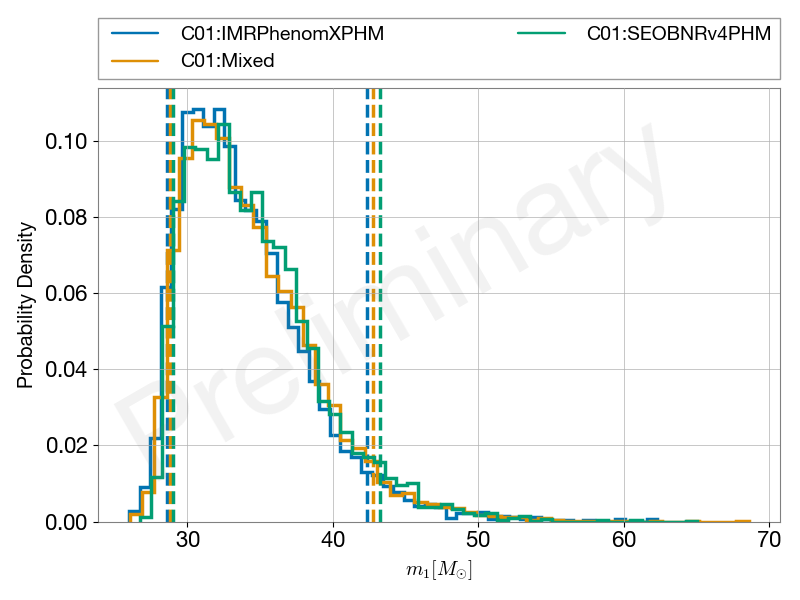 C01:IMRPhenomXPHM
C01:Mixed
C01:SEOBNRv4PHM
Probability Density
0.10
0.08
0.06
0.04
0.02
0.00
Preliminary
30
40
50
60
70
m₁[M☉]